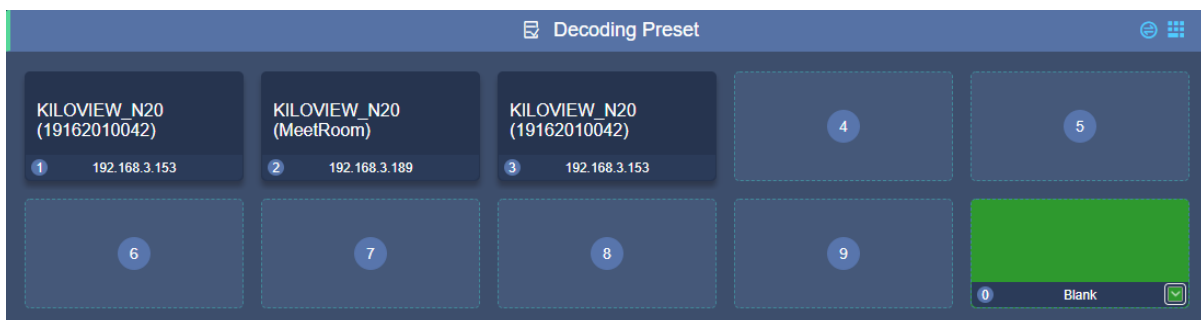 Decoding Preset
KILOVIEW_N20
(19162010042)
1 192.168.3.153
KILOVIEW_N20
(MeetRoom)
2 192.168.3.189
KILOVIEW_N20
(19162010042)
3 192.168.3.153
4
5
6
7
8
9
0 Blank